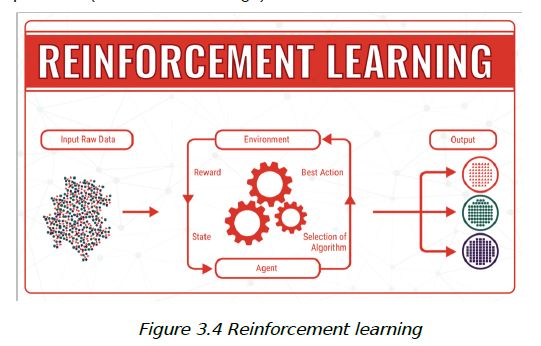 REINFORCEMENT LEARNING
Input Raw Data
Environment
Output
Reward
Best Action
State
Selection of
Algorithm
Agent
Figure 3.4 Reinforcement learning